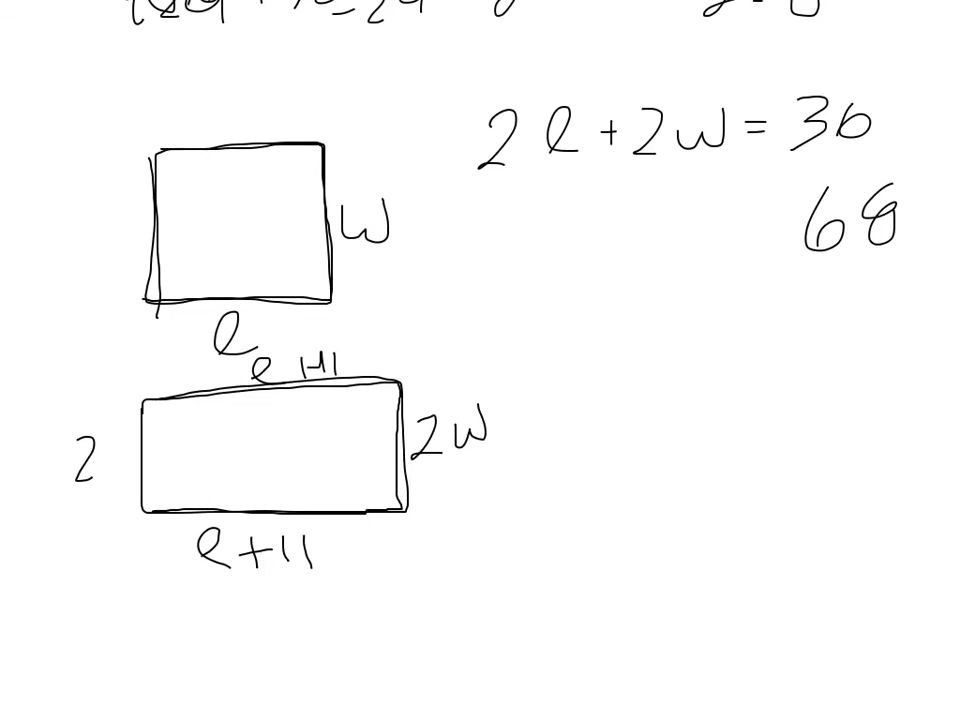 2l + 2w = 36
68
w
l
l+11
2
2w
l+11